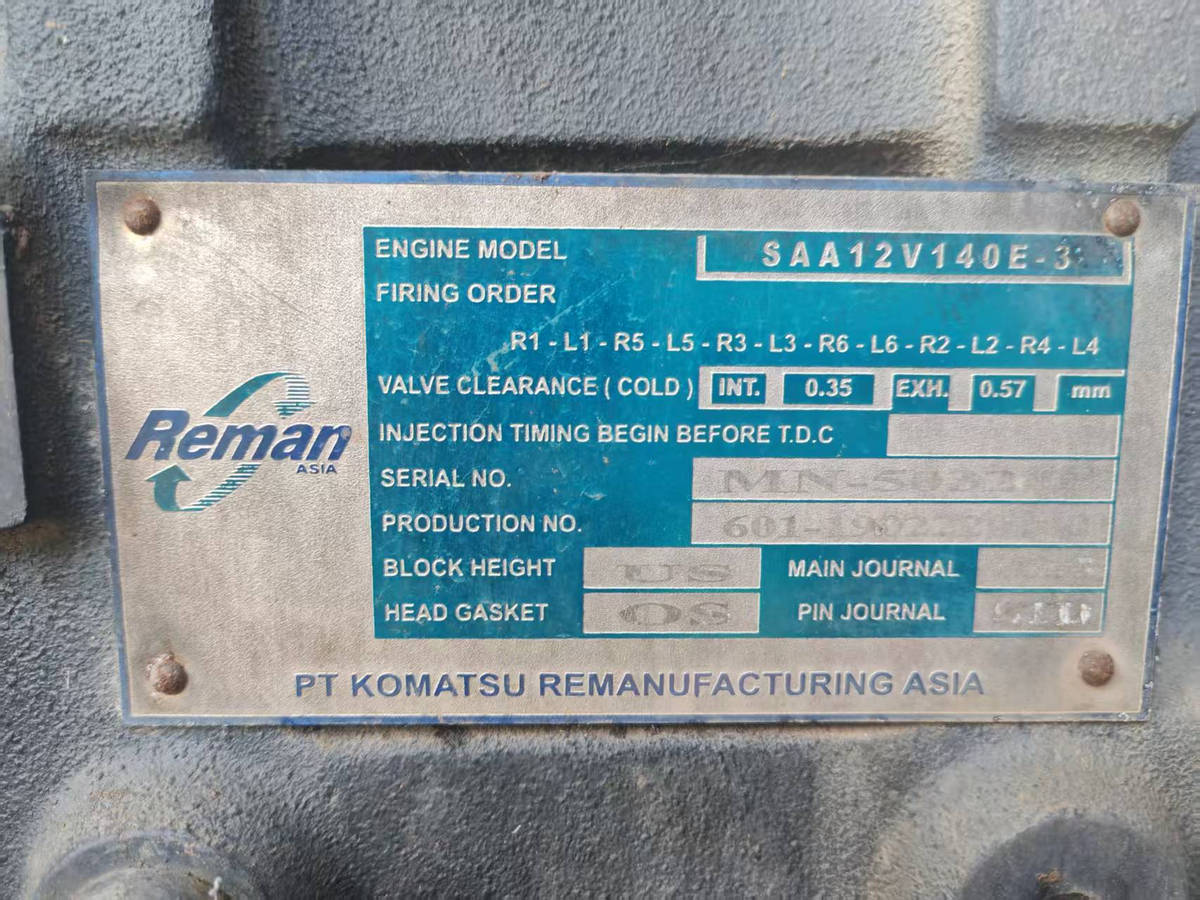 ENGINE MODEL SAA12V140E-3
FIRING ORDER
R1 - L1 - R5 - L5 - R3 - L3 - R6 - L6 - R2 - L2 - R4 - L4
VALVE CLEARANCE ( COLD ) INT. 0.35 EXH. 0.57 mm
Reman
ASIA
INJECTION TIMING BEGIN BEFORE T.D.C
SERIAL NO.
PRODUCTION NO.
BLOCK HEIGHT US MAIN JOURNAL
HEAD GASKET OS PIN JOURNAL STD
PT KOMATSU REMANUFACTURING ASIA